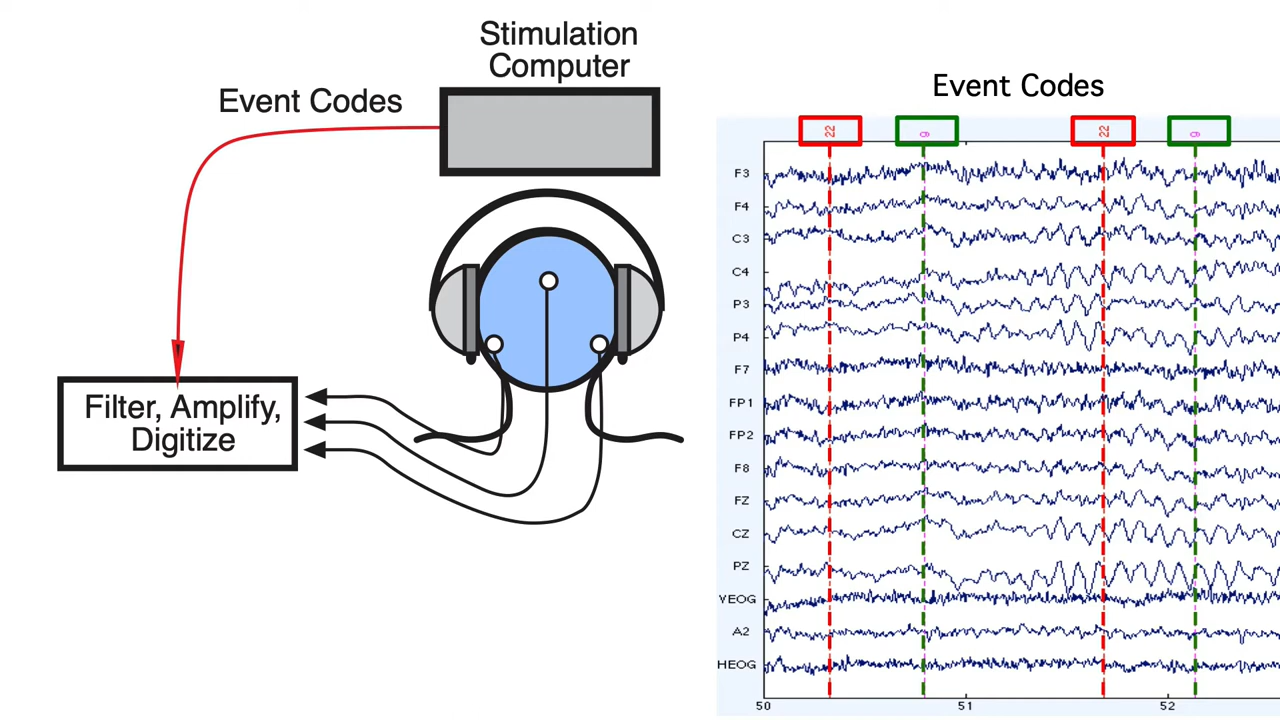 Stimulation
Computer
Event Codes
Filter, Amplify,
Digitize
Event Codes
22
9
22
9
F3
F4
C3
C4
P3
P4
F7
FP1
FP2
F8
FZ
CZ
PZ
VEOG
A2
HEOG
50
51
52